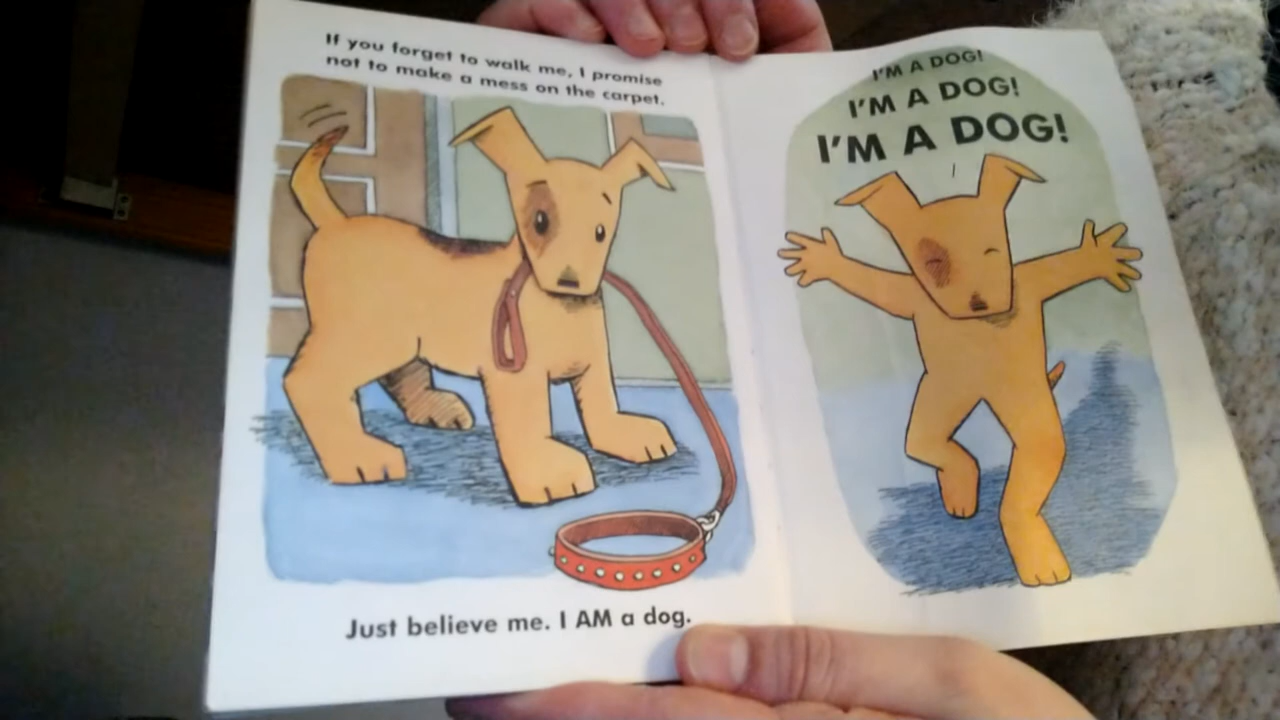 If you forget to walk me, I promise
not to make a mess on the carpet.
Just believe me. I AM a dog.
I'M A DOG!
I'M A DOG!
I'M A DOG!